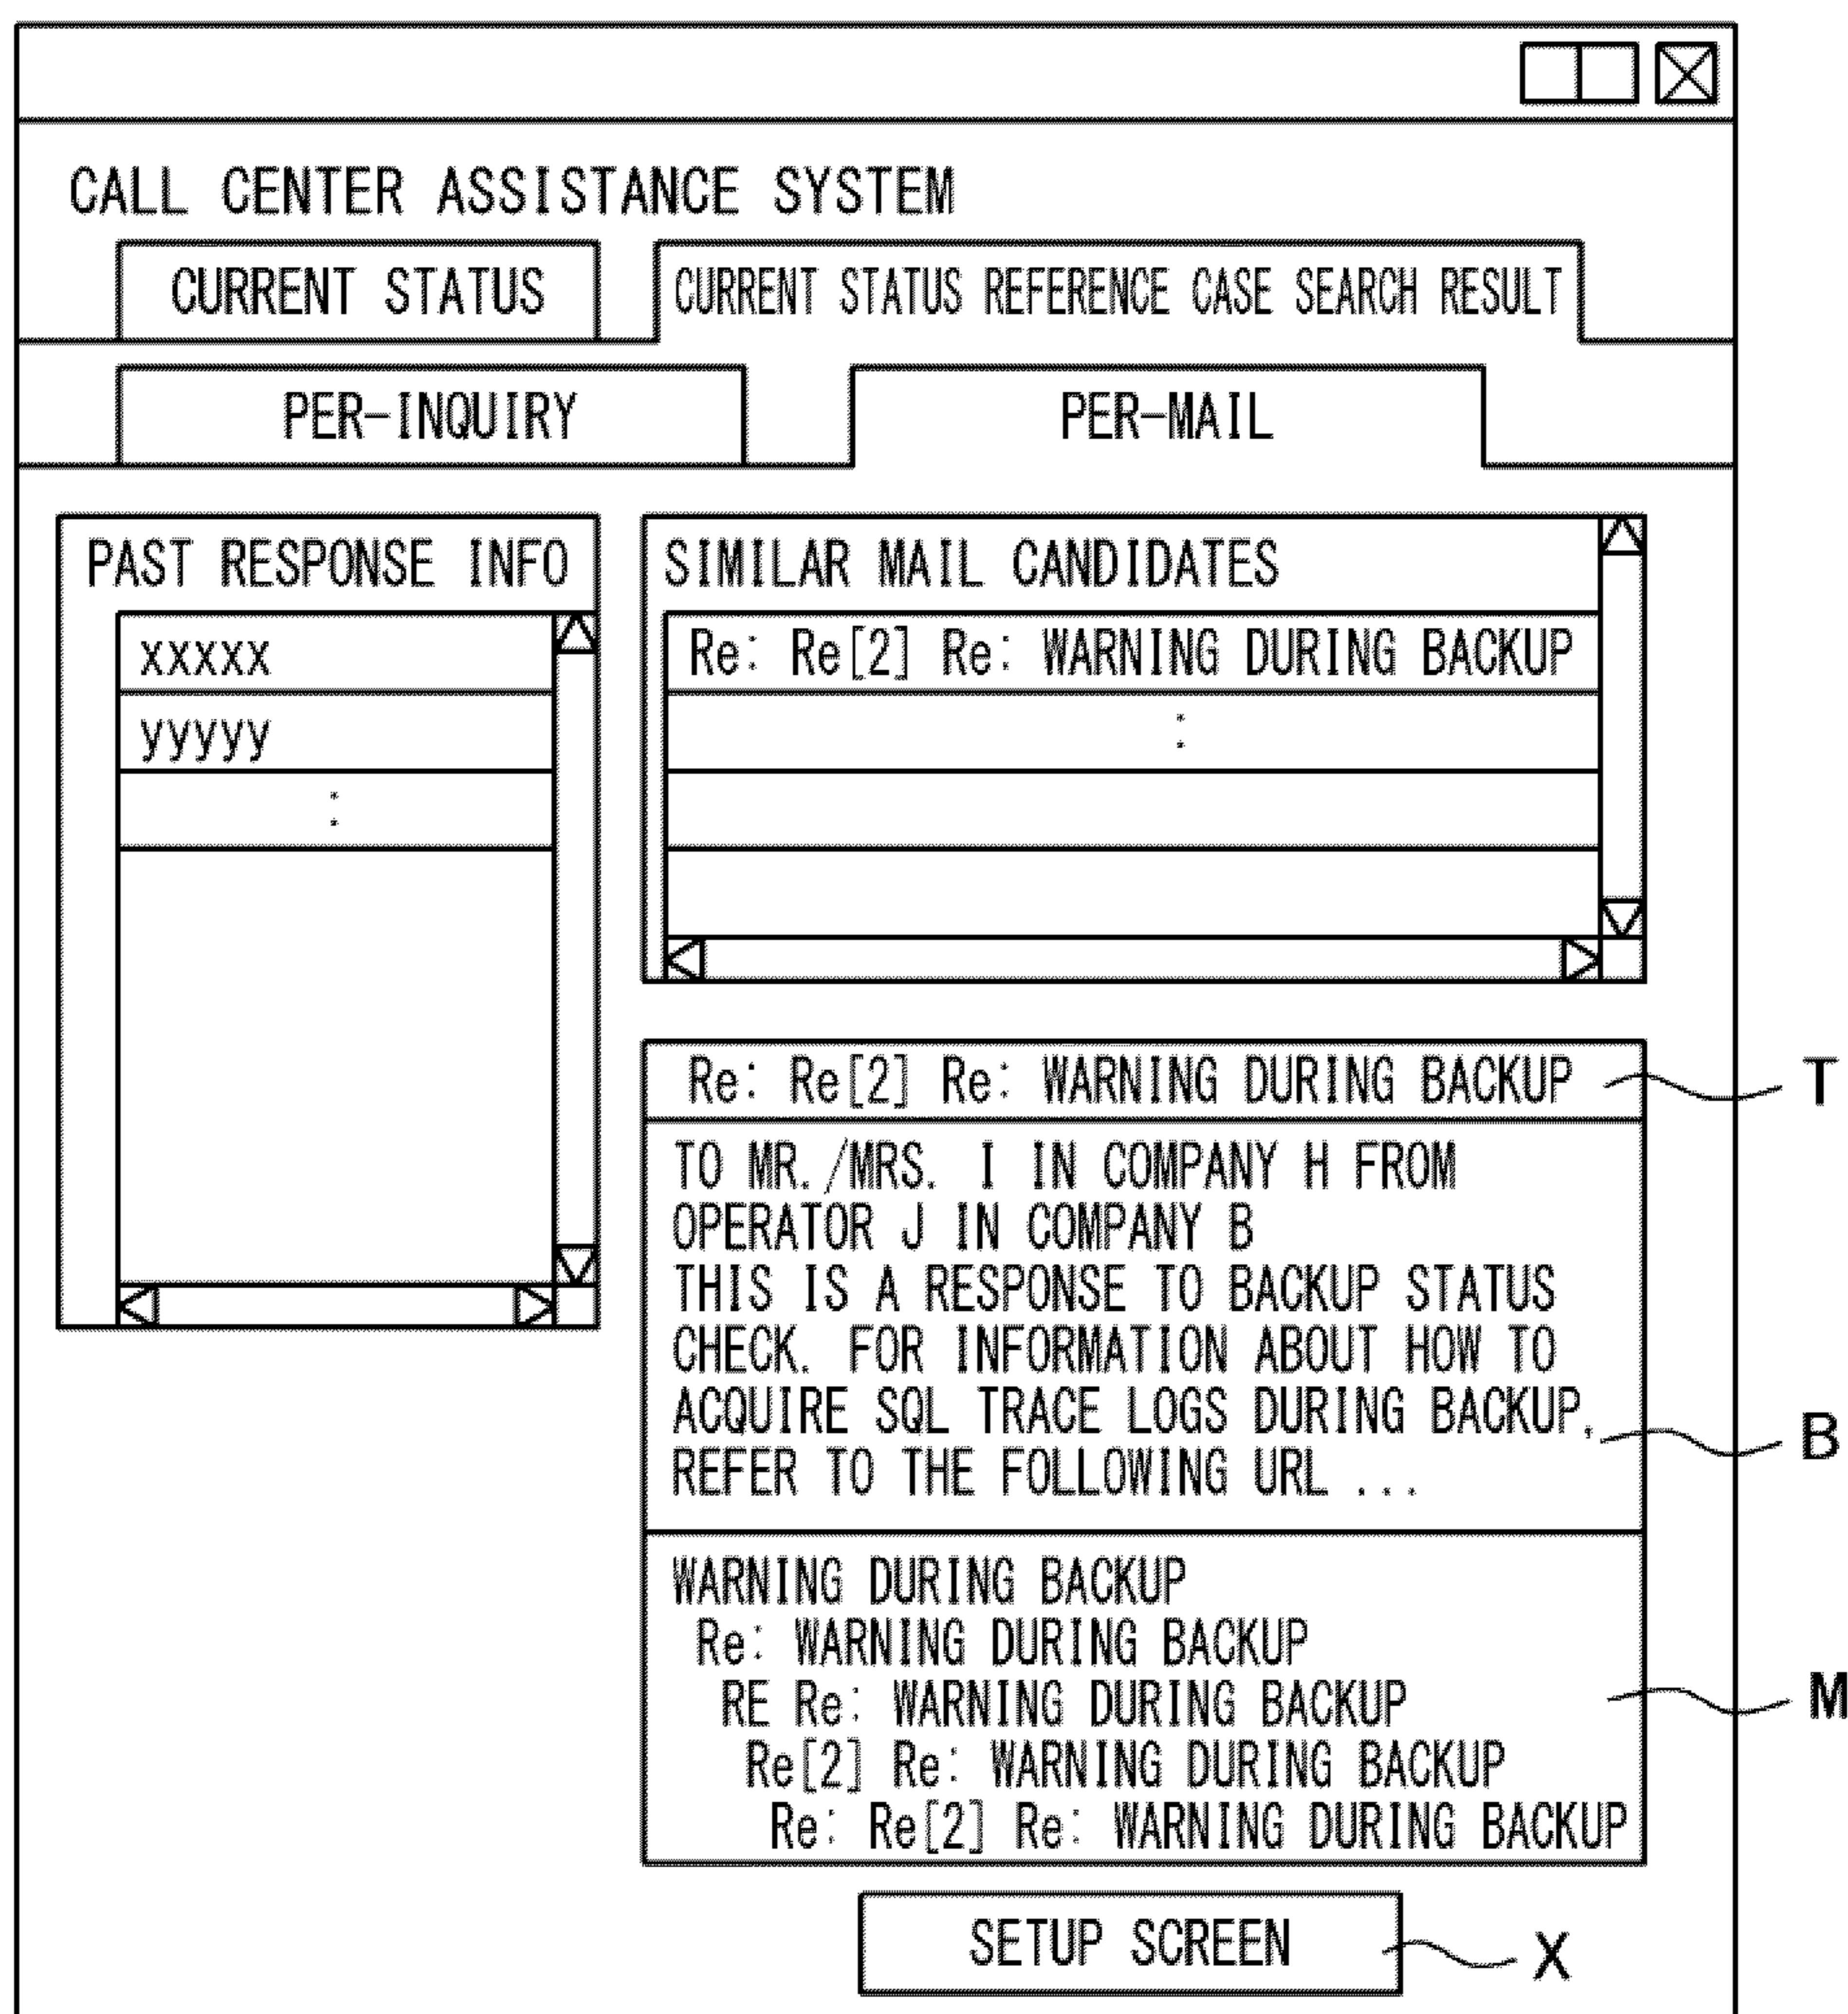 CALL CENTER ASSISTANCE SYSTEM
CURRENT STATUS
CURRENT STATUS REFERENCE CASE SEARCH RESULT
PER-INQUIRY
PER-MAIL
PAST RESPONSE INFO
xxxxx
yyyyy
:
SIMILAR MAIL CANDIDATES
Re: Re[2] Re: WARNING DURING BACKUP
:
Re: Re[2] Re: WARNING DURING BACKUP
T
TO MR./MRS. I IN COMPANY H FROM
OPERATOR J IN COMPANY B
THIS IS A RESPONSE TO BACKUP STATUS
CHECK. FOR INFORMATION ABOUT HOW TO
ACQUIRE SQL TRACE LOGS DURING BACKUP,
REFER TO THE FOLLOWING URL ...
B
WARNING DURING BACKUP
Re: WARNING DURING BACKUP
RE Re: WARNING DURING BACKUP
Re[2] Re: WARNING DURING BACKUP
Re: Re[2] Re: WARNING DURING BACKUP
M
SETUP SCREEN
X